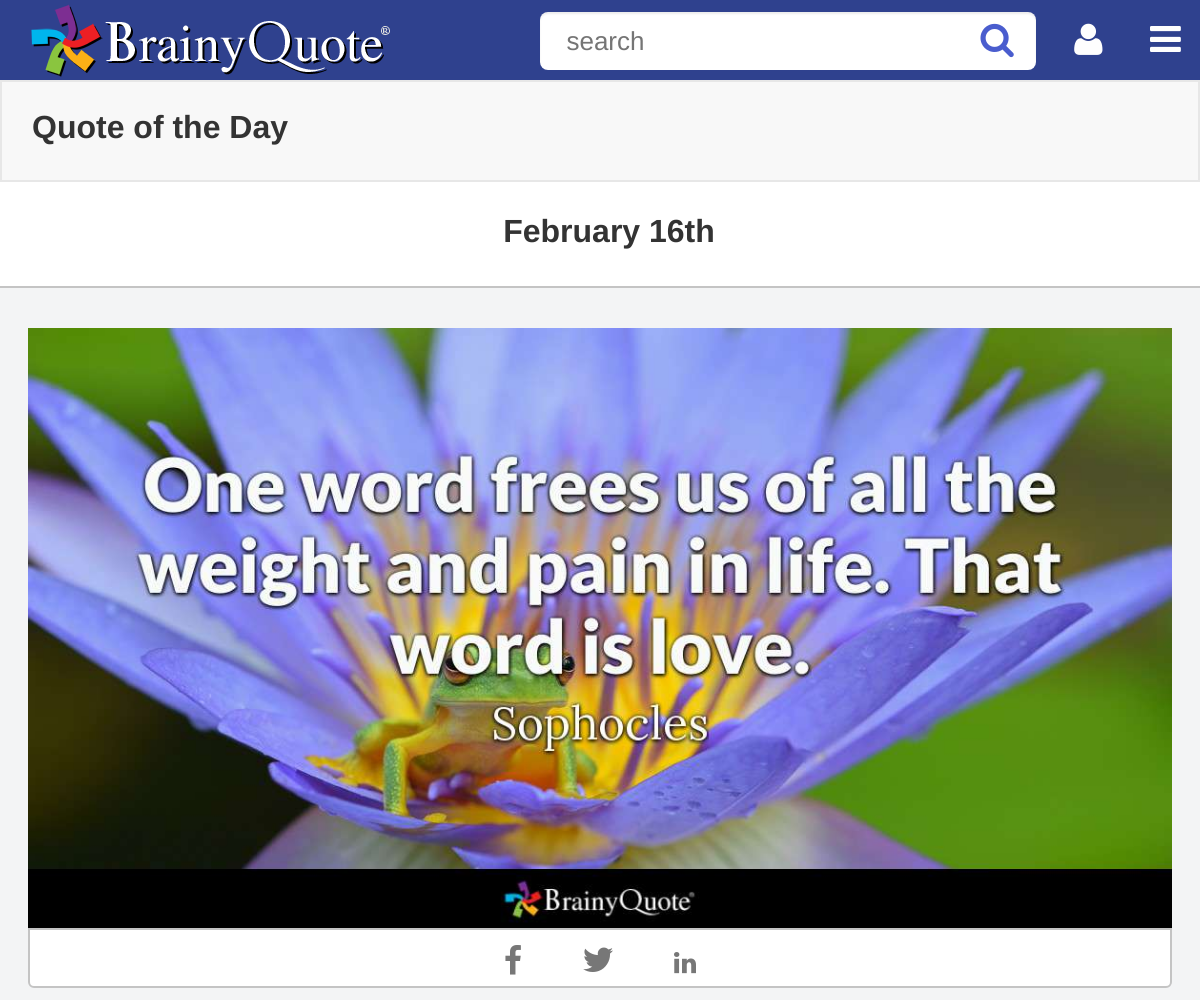 BrainyQuote®
search
Quote of the Day
February 16th
One word frees us of all the
weight and pain in life. That
word is love.
Sophocles
BrainyQuote®